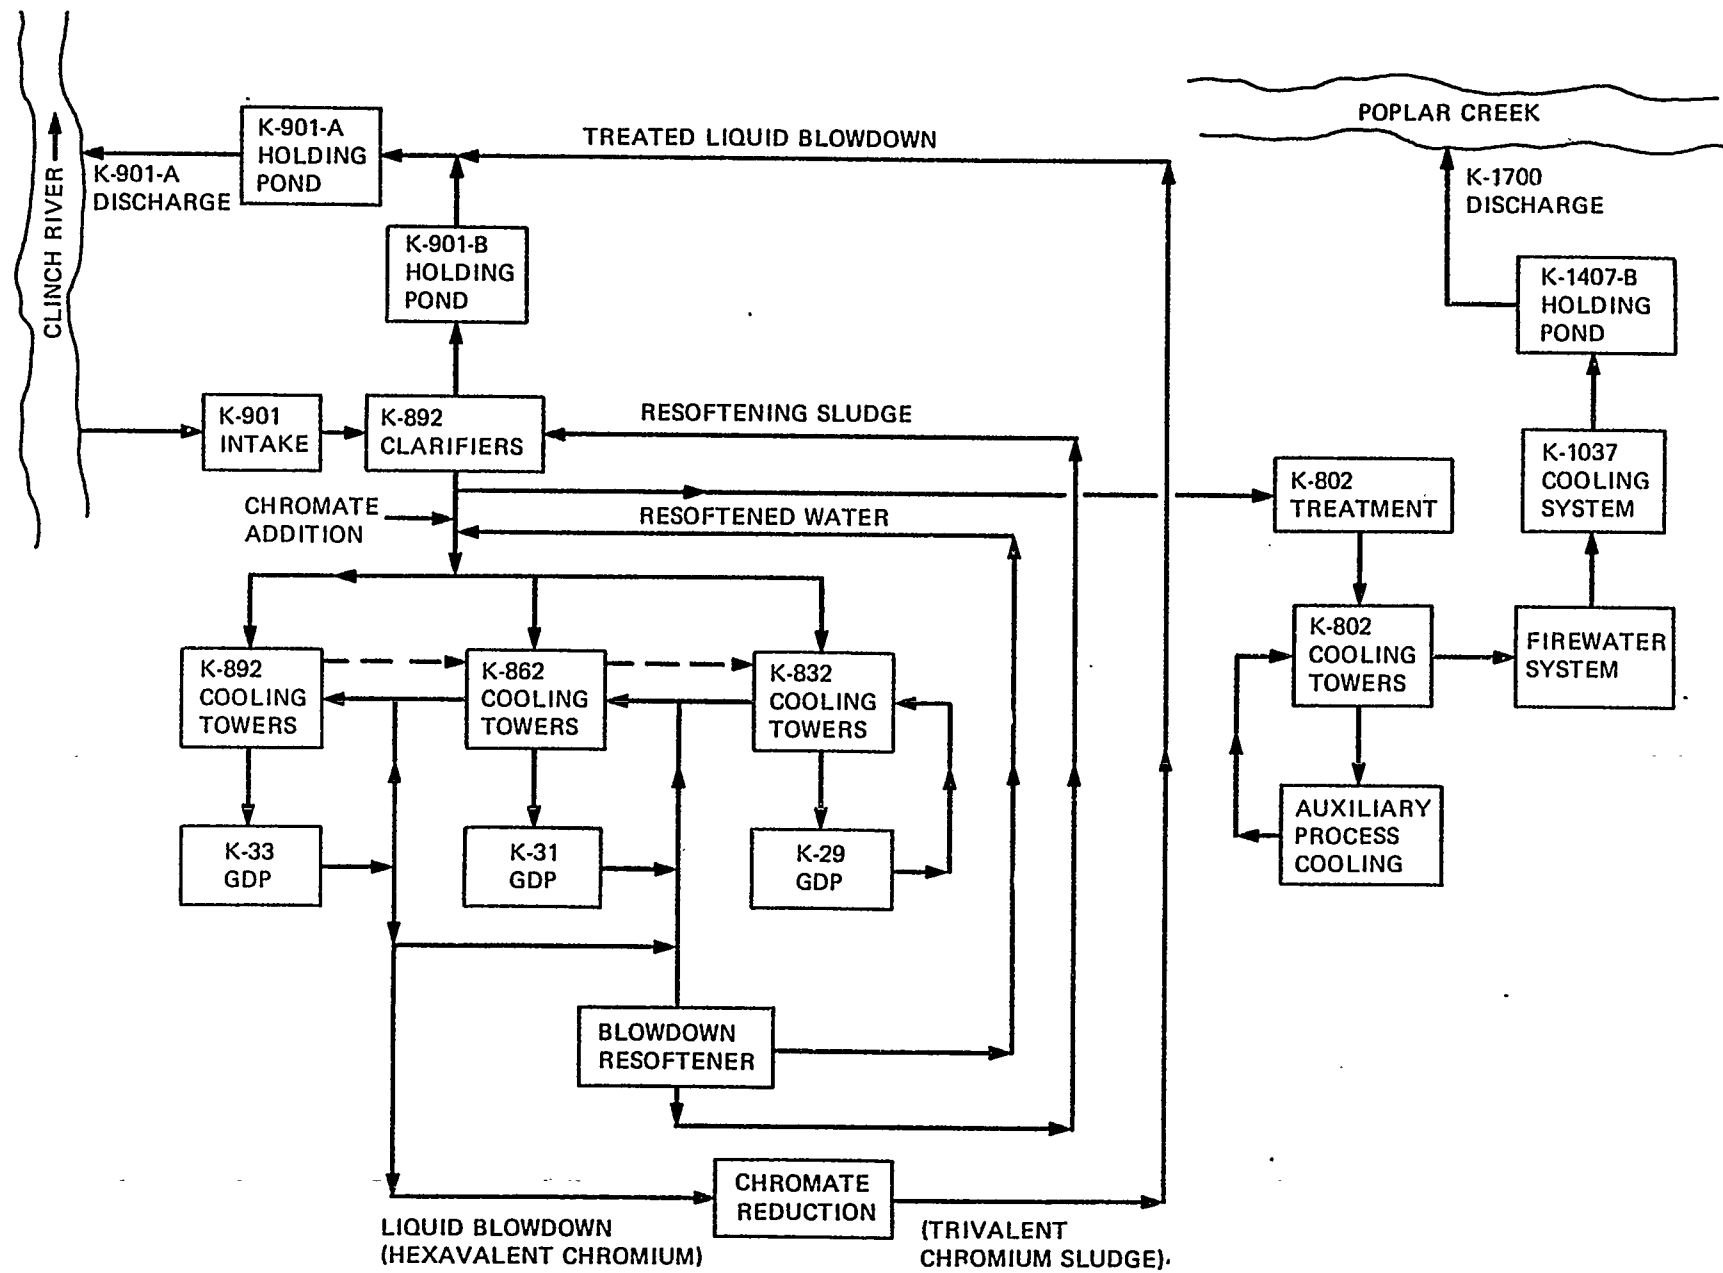 CLINCH RIVER
K-901-A
HOLDING
POND
K-901-A
DISCHARGE
TREATED LIQUID BLOWDOWN
POPLAR CREEK
K-1700
DISCHARGE
K-901-B
HOLDING
POND
K-1407-B
HOLDING
POND
K-901
INTAKE
K-892
CLARIFIERS
RESOFTENING SLUDGE
K-1037
COOLING
SYSTEM
K-802
TREATMENT
CHROMATE
ADDITION
RESOFTENED WATER
K-892
COOLING
TOWERS
K-862
COOLING
TOWERS
K-832
COOLING
TOWERS
K-802
COOLING
TOWERS
FIREWATER
SYSTEM
K-33
GDP
K-31
GDP
K-29
GDP
AUXILIARY
PROCESS
COOLING
BLOWDOWN
RESOFTENER
CHROMATE
REDUCTION
LIQUID BLOWDOWN
(HEXAVALENT CHROMIUM)
(TRIVALENT
CHROMIUM SLUDGE)